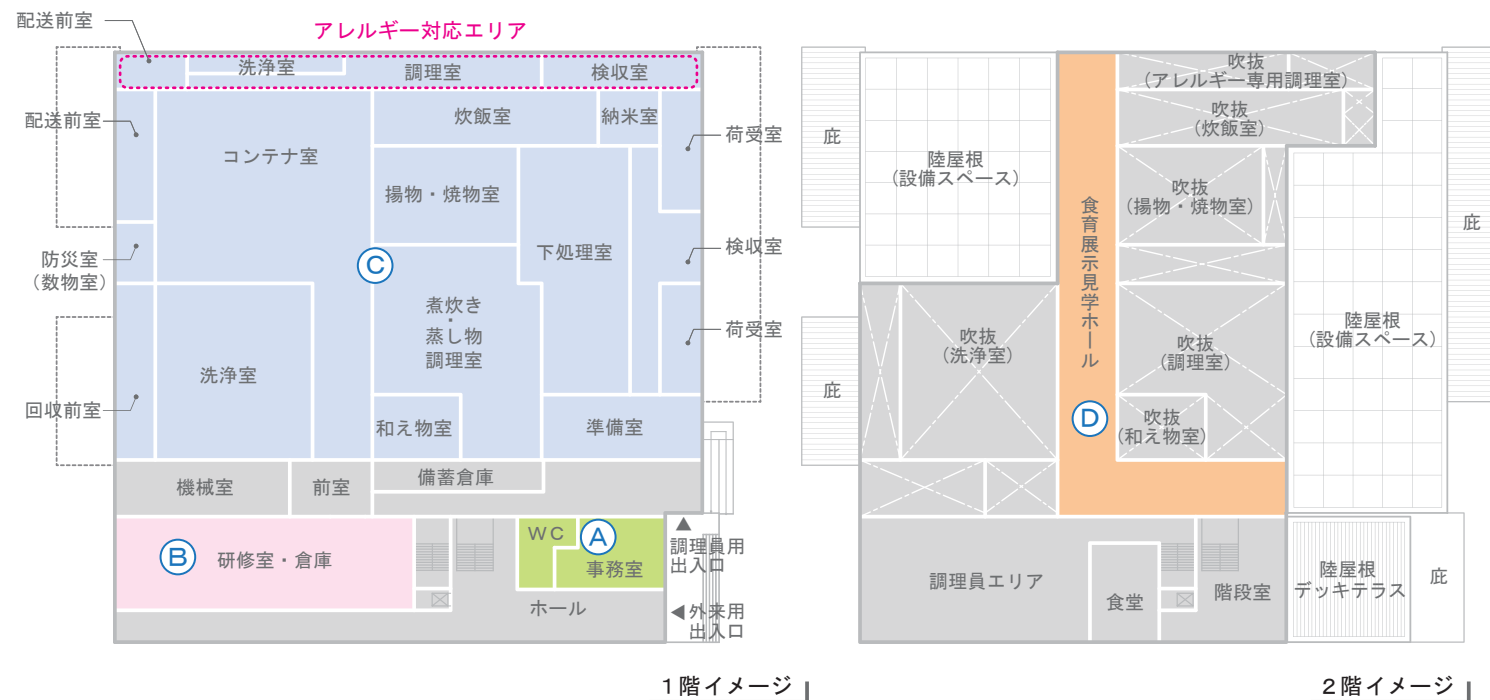 配送前室
アレルギー対応エリア
洗浄室
調理室
検収室
配送前室
コンテナ室
炊飯室
納米室
荷受室
揚物・焼物室
下処理室
防災室
(数物室)
C
検収室
煮炊き
・
蒸し物
調理室
荷受室
洗浄室
回収前室
和え物室
準備室
機械室
前室
備蓄倉庫
B
研修室・倉庫
WC
A
事務室
調理員用
出入口
ホール
外来用
出入口
1階イメージ
吹抜
(アレルギー専用調理室)
吹抜
(炊飯室)
庇
陸屋根
(設備スペース)
吹抜
(揚物・焼物室)
庇
食育展示見学ホール
吹抜
(洗浄室)
吹抜
(調理室)
陸屋根
(設備スペース)
庇
D
吹抜
(和え物室)
調理員エリア
食堂
階段室
陸屋根
デッキテラス
庇
2階イメージ